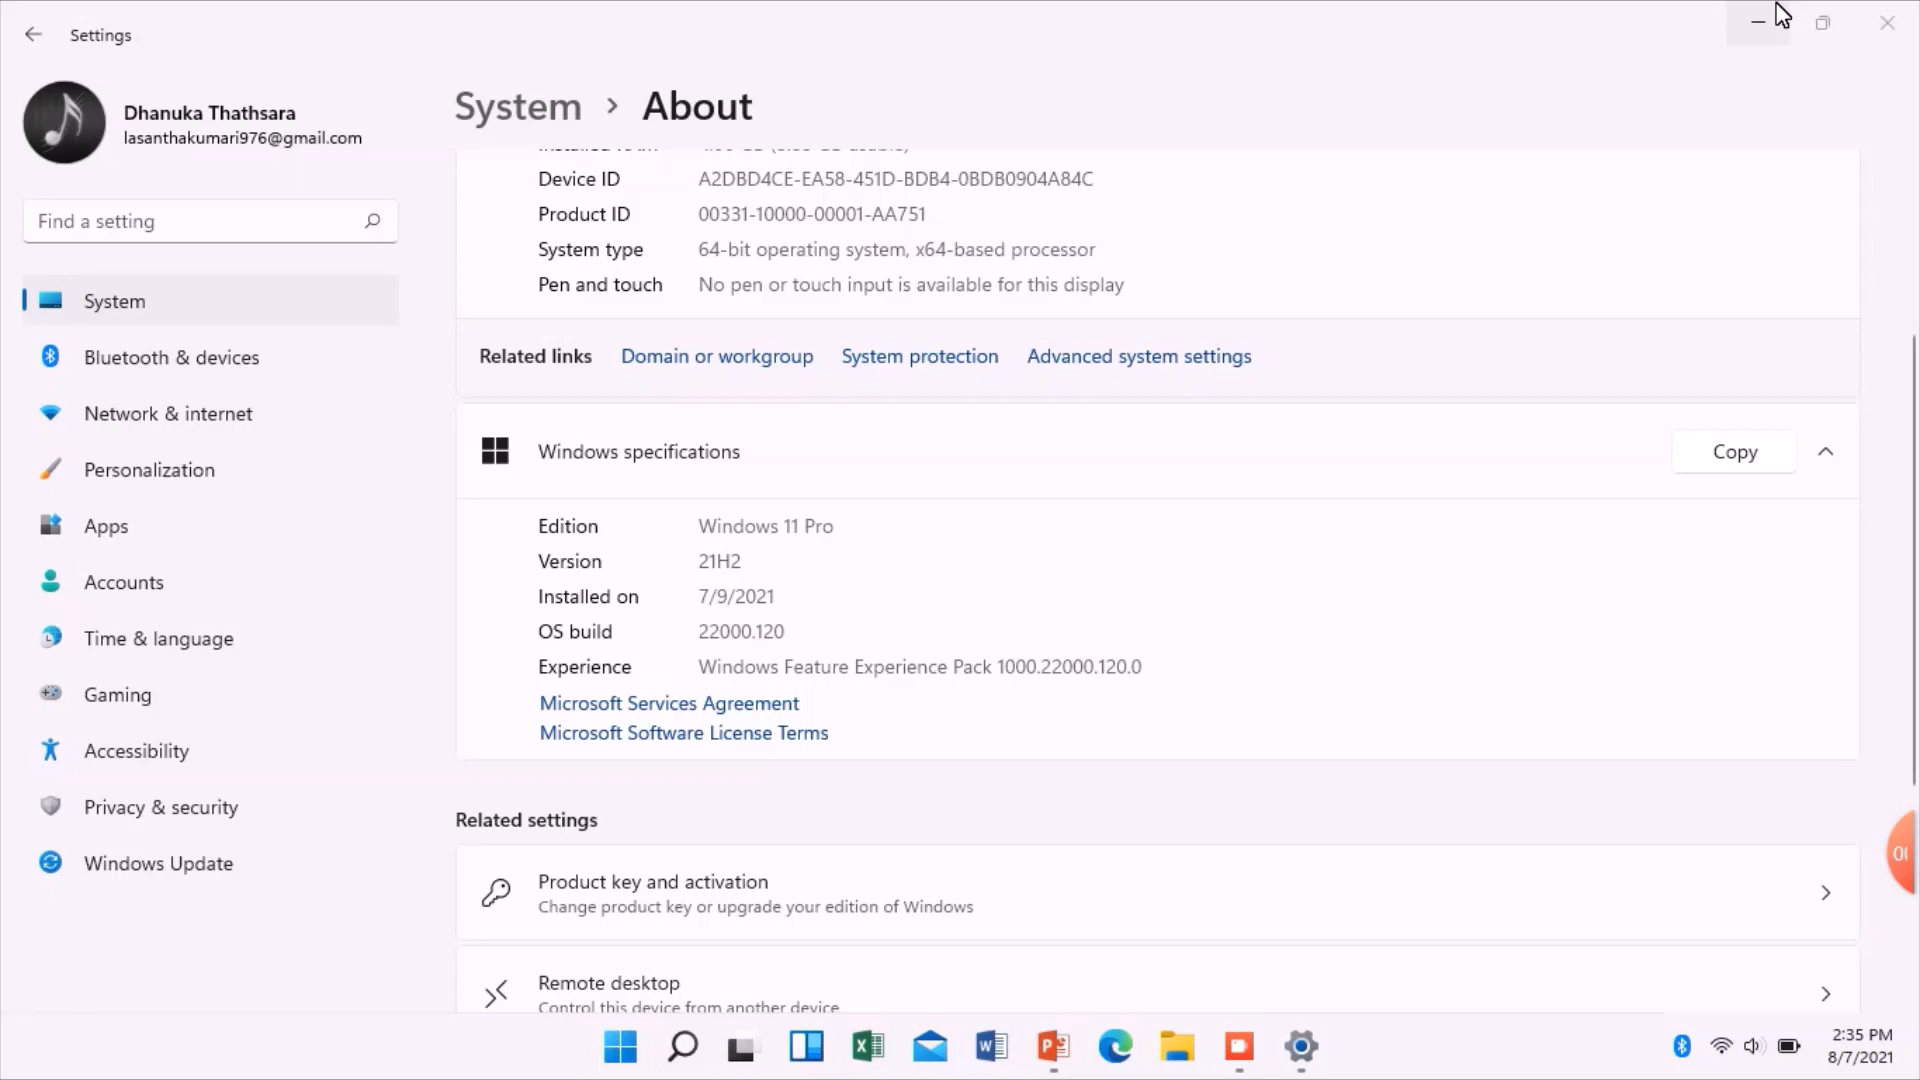 Settings
Dhanuka Thathsara
lasanthakumari976@gmail.com
Find a setting
System
Bluetooth & devices
Network & internet
Personalization
Apps
Accounts
Time & language
Gaming
Accessibility
Privacy & security
Windows Update
System > About
Device ID A2DBD4CE-EA58-451D-BDB4-0BDB0904A84C
Product ID 00331-10000-00001-AA751
System type 64-bit operating system, x64-based processor
Pen and touch No pen or touch input is available for this display
Related links Domain or workgroup System protection Advanced system settings
Windows specifications Copy
Edition Windows 11 Pro
Version 21H2
Installed on 7/9/2021
OS build 22000.120
Experience Windows Feature Experience Pack 1000.22000.120.0
Microsoft Services Agreement
Microsoft Software License Terms
Related settings
Product key and activation
Change product key or upgrade your edition of Windows
Remote desktop
Control this device from another device
2:35 PM
8/7/2021